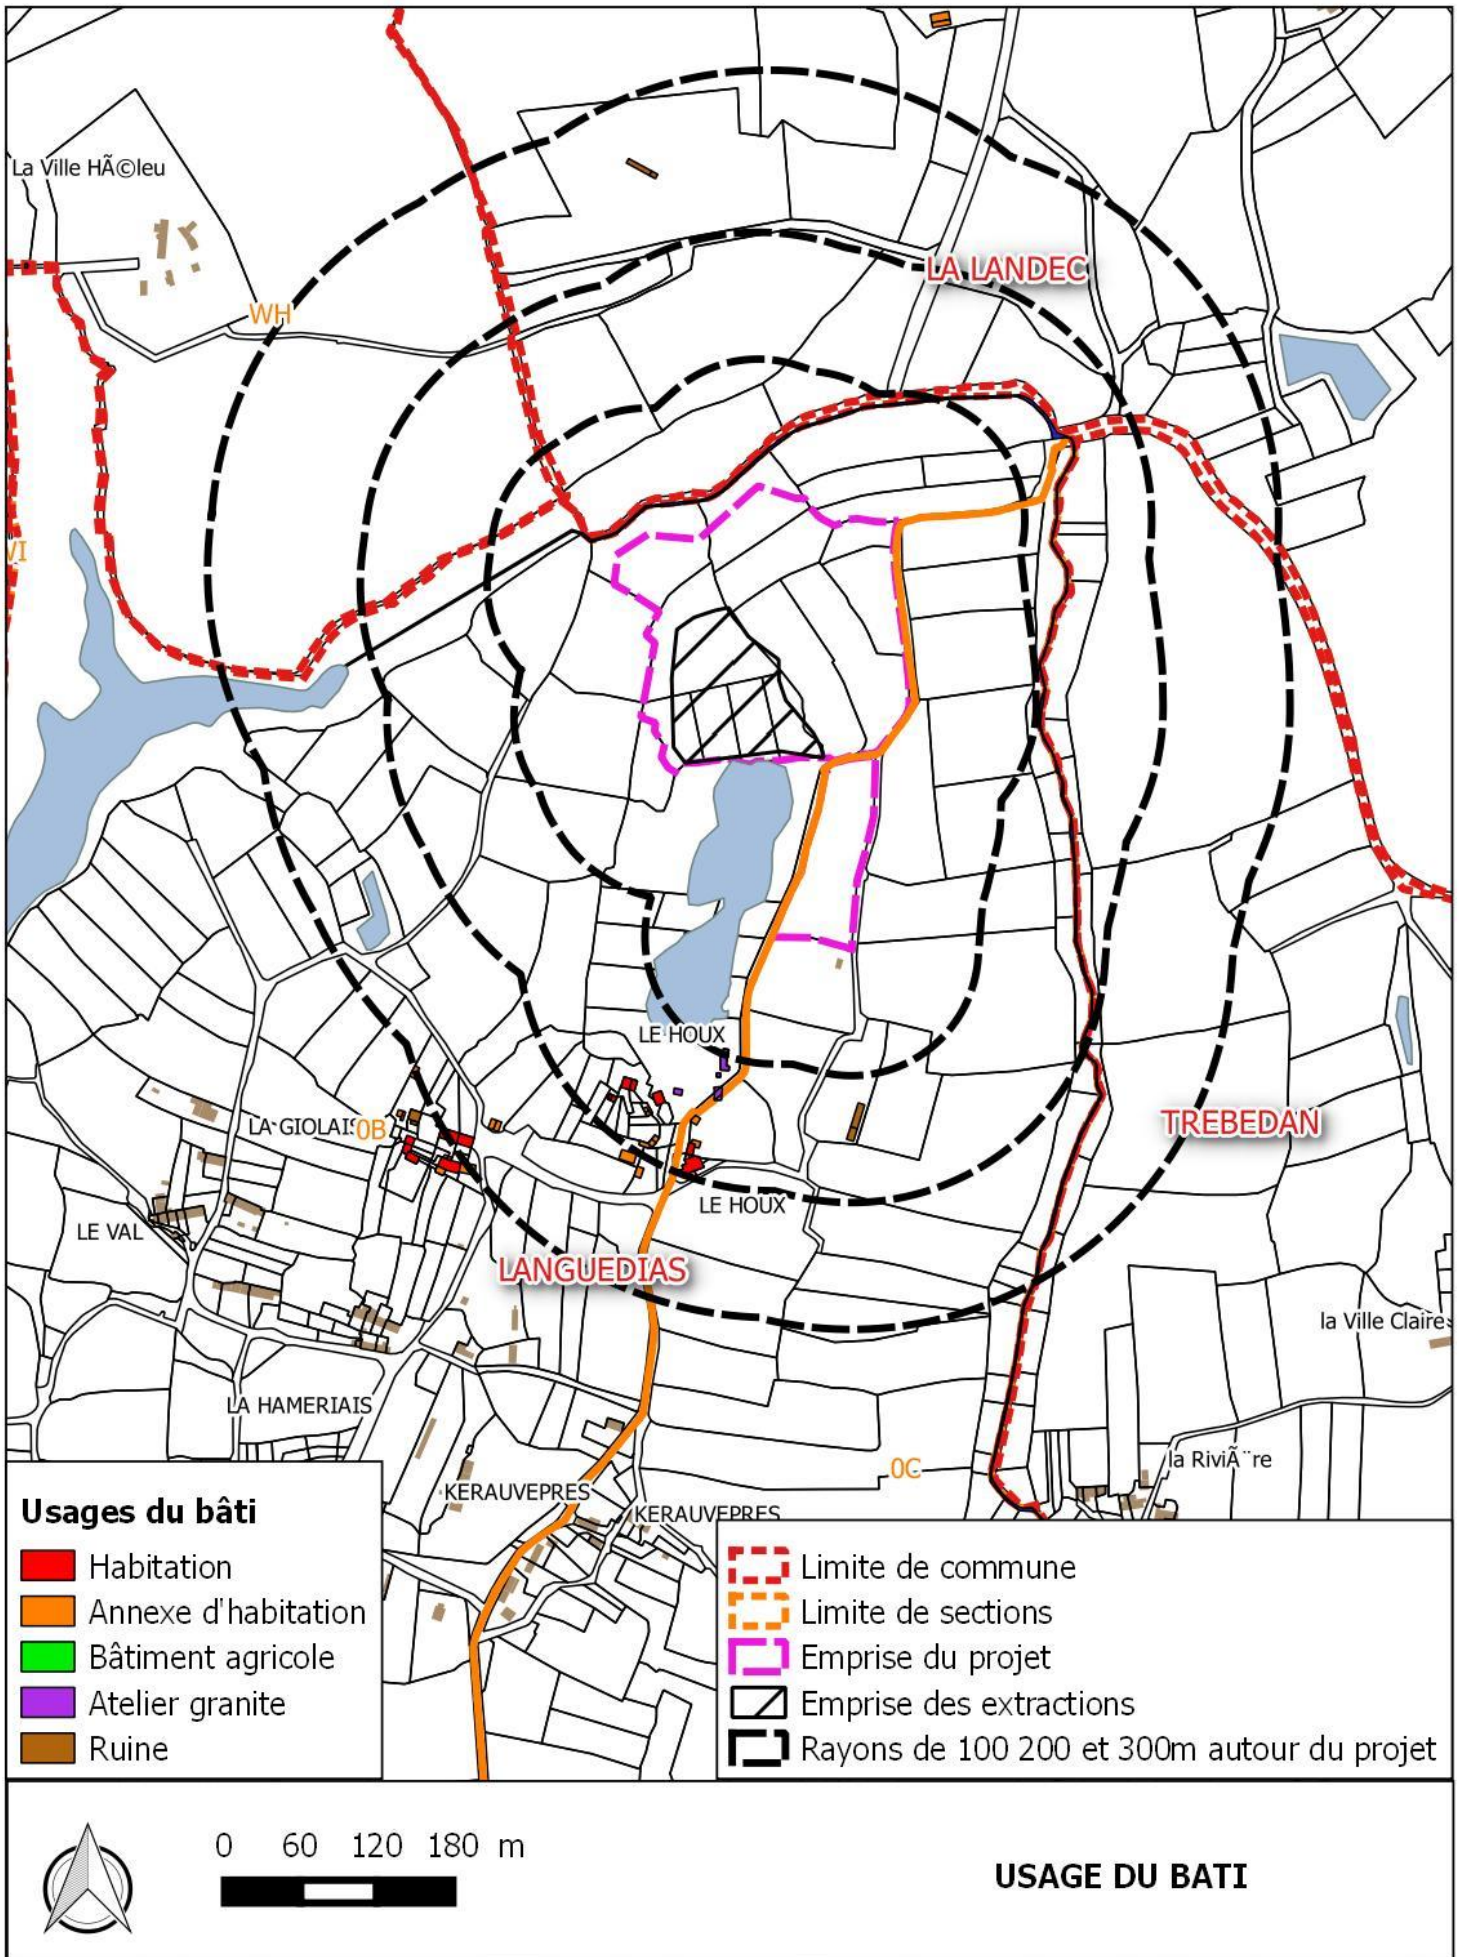 La Ville HÃ©leu
LA LANDEC
WH
VI
LE HOUX
LA GIOLAIS
0B
TREBEDAN
LE VAL
LE HOUX
LANGUEDIAS
la Ville Claire
LA HAMERIAIS
0C
la RiviÃ¨re
KERAUVEPRES
KERAUVEPRES
Usages du bâti
Habitation
Annexe d'habitation
Bâtiment agricole
Atelier granite
Ruine
Limite de commune
Limite de sections
Emprise du projet
Emprise des extractions
Rayons de 100 200 et 300m autour du projet
0 60 120 180 m
USAGE DU BATI